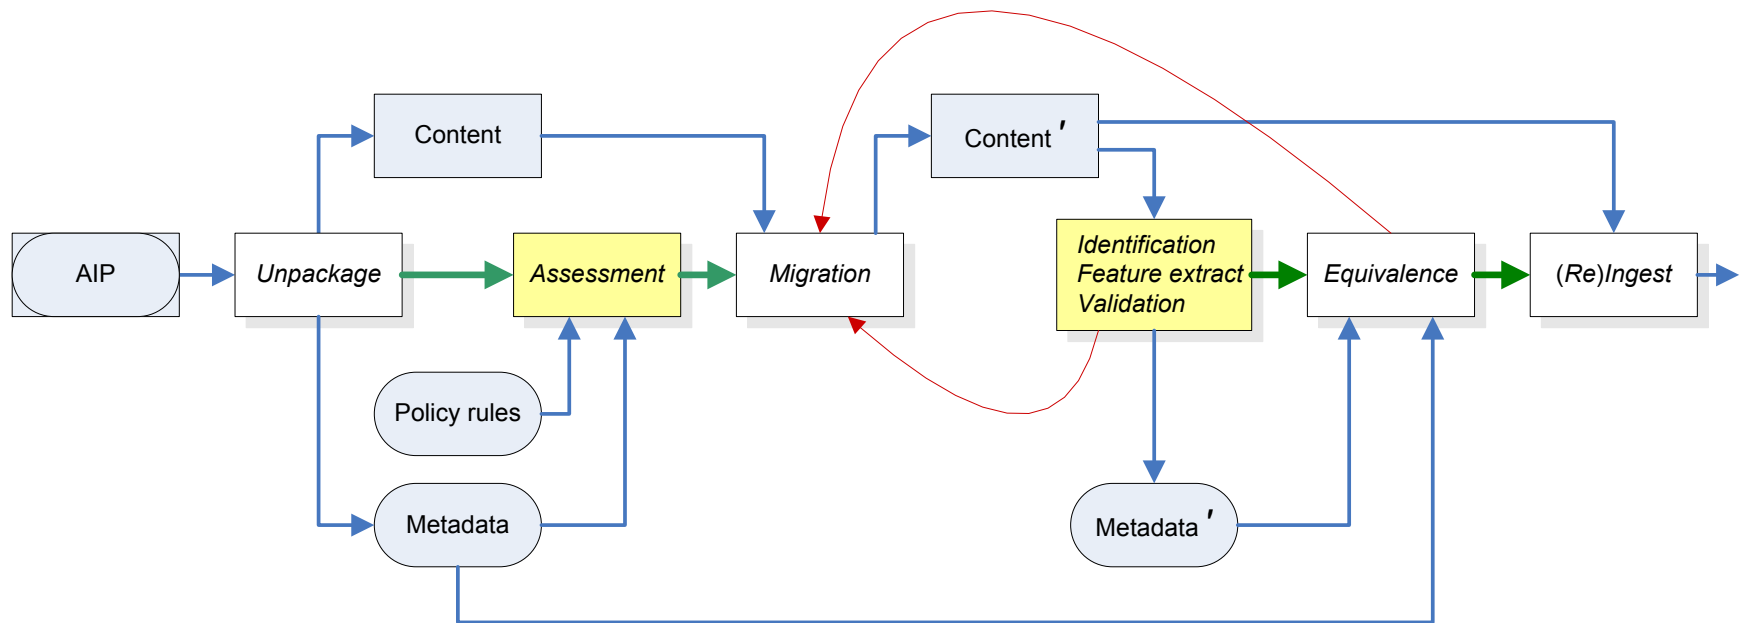 Content
Content ′
AIP
Unpackage
Assessment
Migration
Identification
Feature extract
Validation
Equivalence
(Re)Ingest
Policy rules
Metadata
Metadata ′